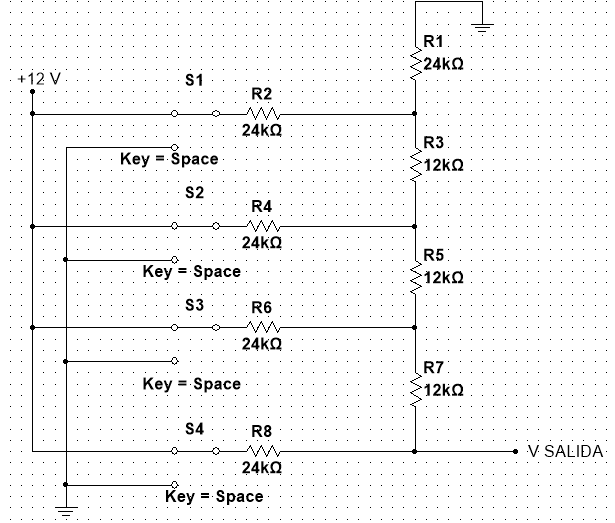 R1
24kΩ
+12 V
S1
R2
24kΩ
R3
12kΩ
Key = Space
S2
R4
24kΩ
R5
12kΩ
Key = Space
S3
R6
24kΩ
R7
12kΩ
Key = Space
S4
R8
24kΩ
V SALIDA
Key = Space